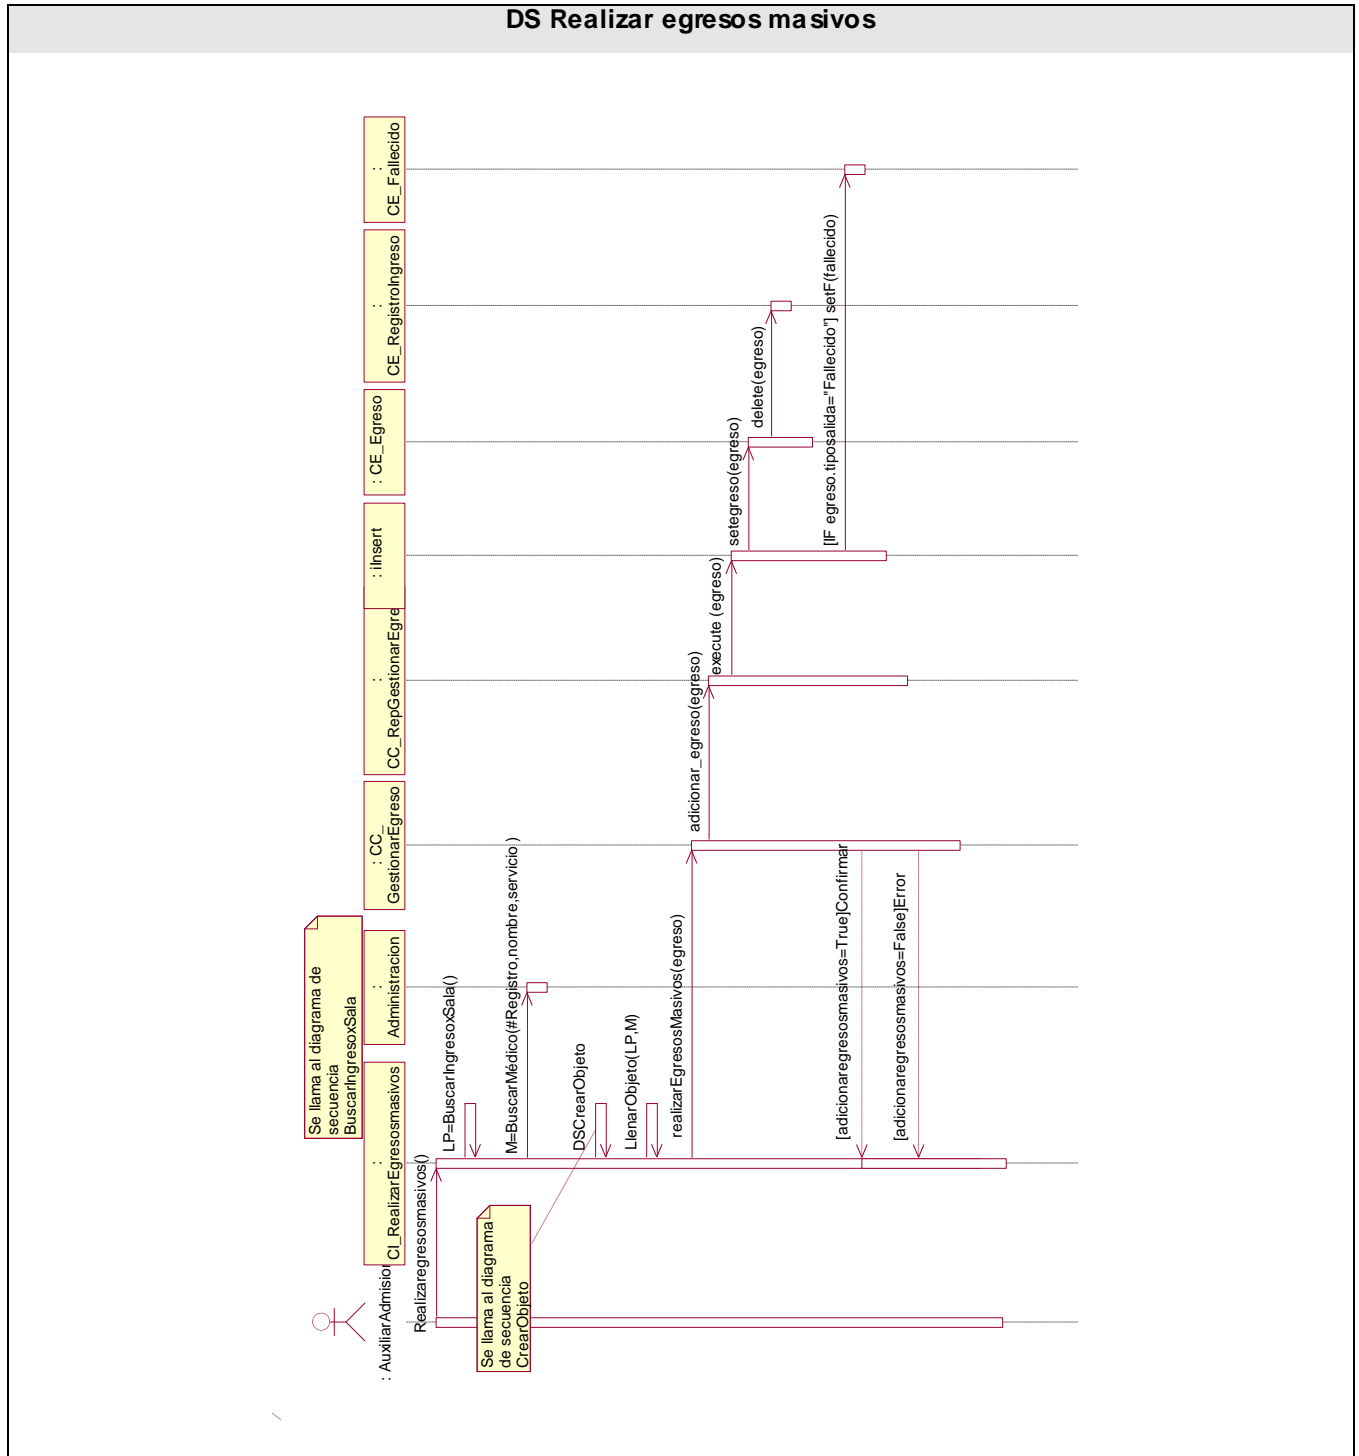 DS Realizar egresos masivos
:
CE_Fallecido
:
CE_RegistroIngreso
: CE_Egreso
: iInsert
:
CC_RepGestionarEgre
: CC_
GestionarEgreso
:
Administracion
:
CI_RealizarEgresosmasivos
: AuxiliarAdmision
Se llama al diagrama de
secuencia
BuscarIngresoxSala
Se llama al diagrama
de secuencia
CrearObjeto
Realizaregresosmasivos()
LP=BuscarIngresoxSala()
M=BuscarMédico(#Registro,nombre,servicio )
DSCrearObjeto
LlenarObjeto(LP,M)
realizarEgresosMasivos(egreso)
adicionar_egreso(egreso)
execute (egreso)
setegreso(egreso)
delete(egreso)
[IF egreso.tiposalida="Fallecido"] setF(fallecido)
[adicionaregresosmasivos=True]Confirmar
[adicionaregresosmasivos=False]Error